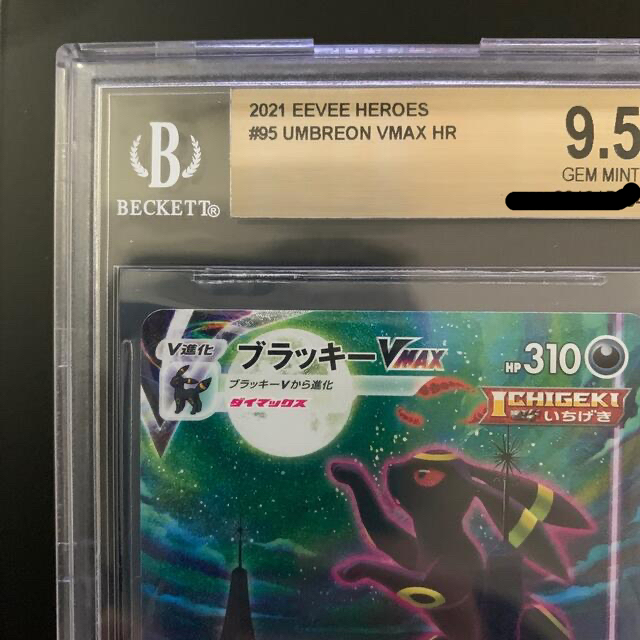 2021 EEVEE HEROES
#95 UMBREON VMAX HR
9.5
GEM MINT
B
BECKETT®
V進化
ブラッキーVMAX
HP310
ブラッキーVから進化
ダイマックス
ICHIGEKI
いちげき